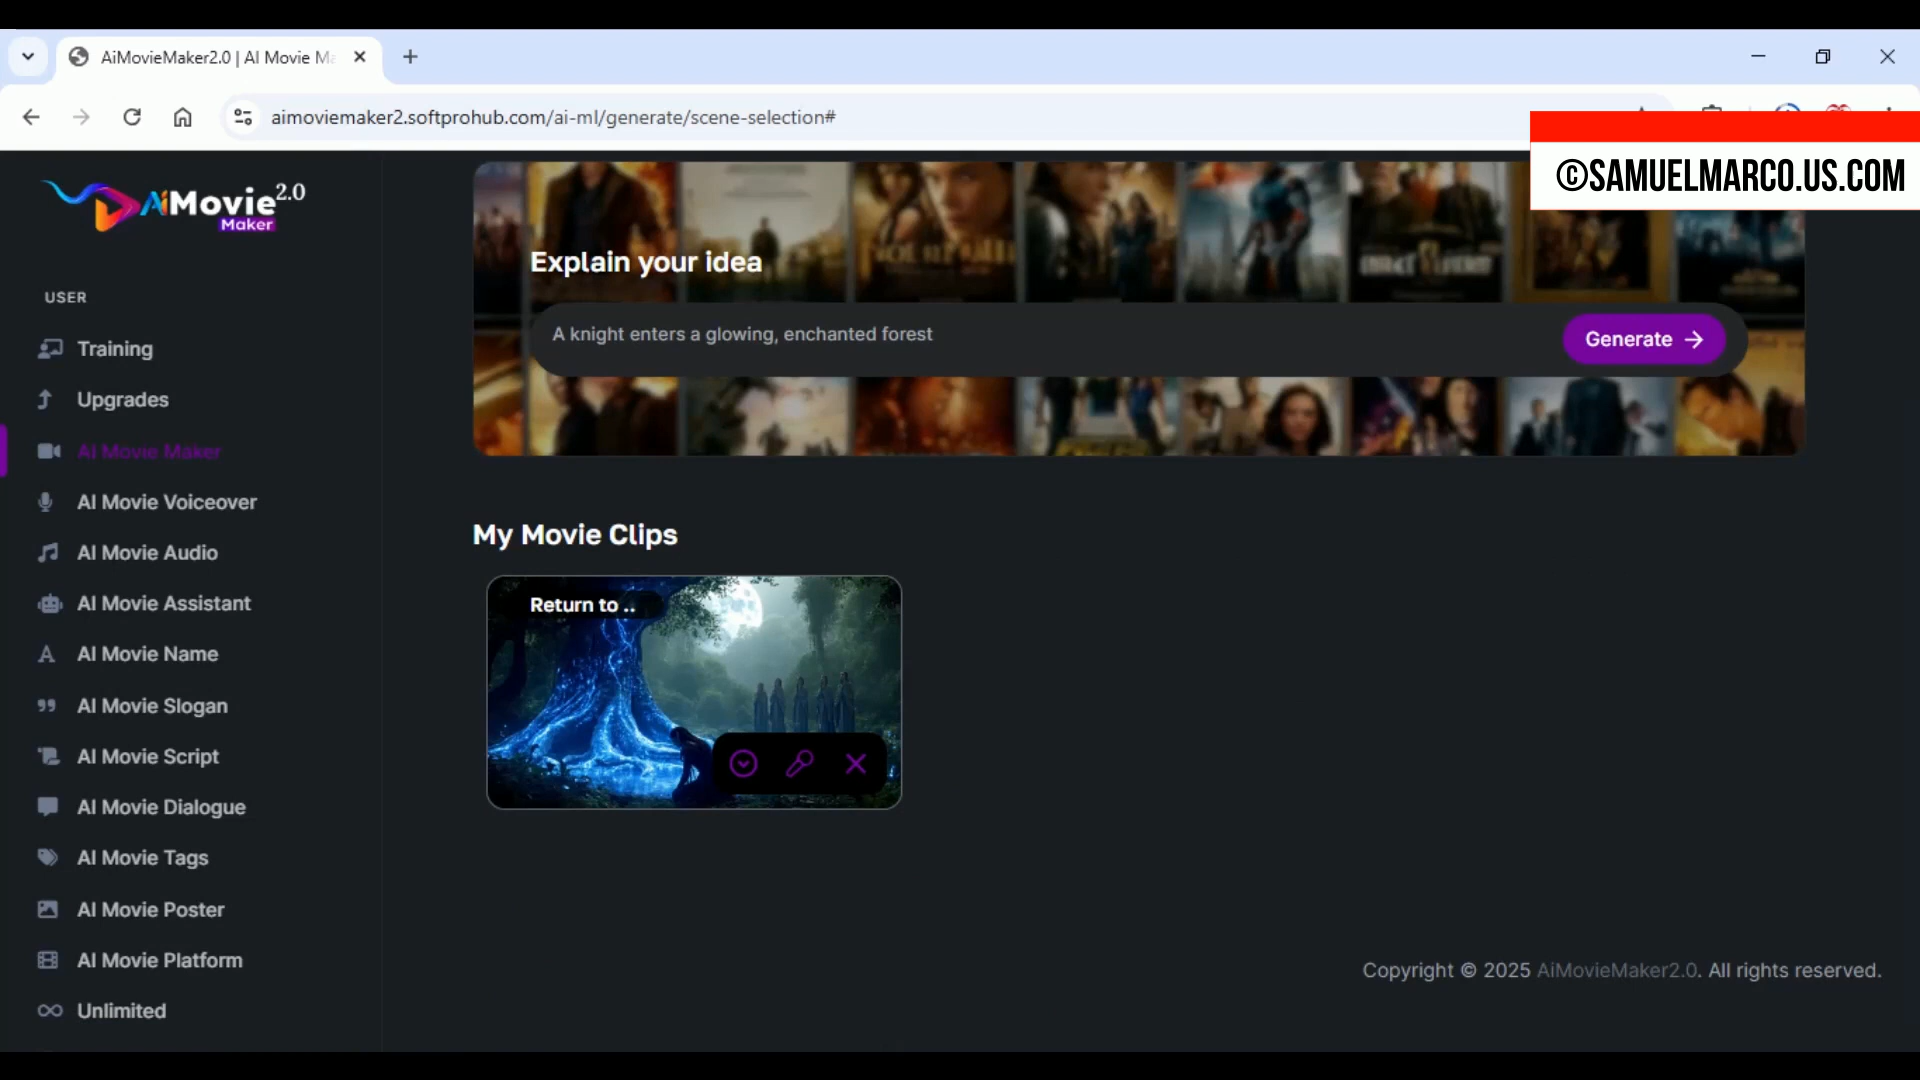 AiMovieMaker2.0 | AI Movie Ma
aimoviemaker2.softprohub.com/ai-ml/generate/scene-selection#
©SAMUELMARCO.US.COM
AiMovie 2.0
Maker
USER
Training
Upgrades
AI Movie Maker
AI Movie Voiceover
AI Movie Audio
AI Movie Assistant
AI Movie Name
AI Movie Slogan
AI Movie Script
AI Movie Dialogue
AI Movie Tags
AI Movie Poster
AI Movie Platform
Unlimited
Explain your idea
A knight enters a glowing, enchanted forest
Generate
My Movie Clips
Return to ..
Copyright © 2025 AiMovieMaker2.0. All rights reserved.